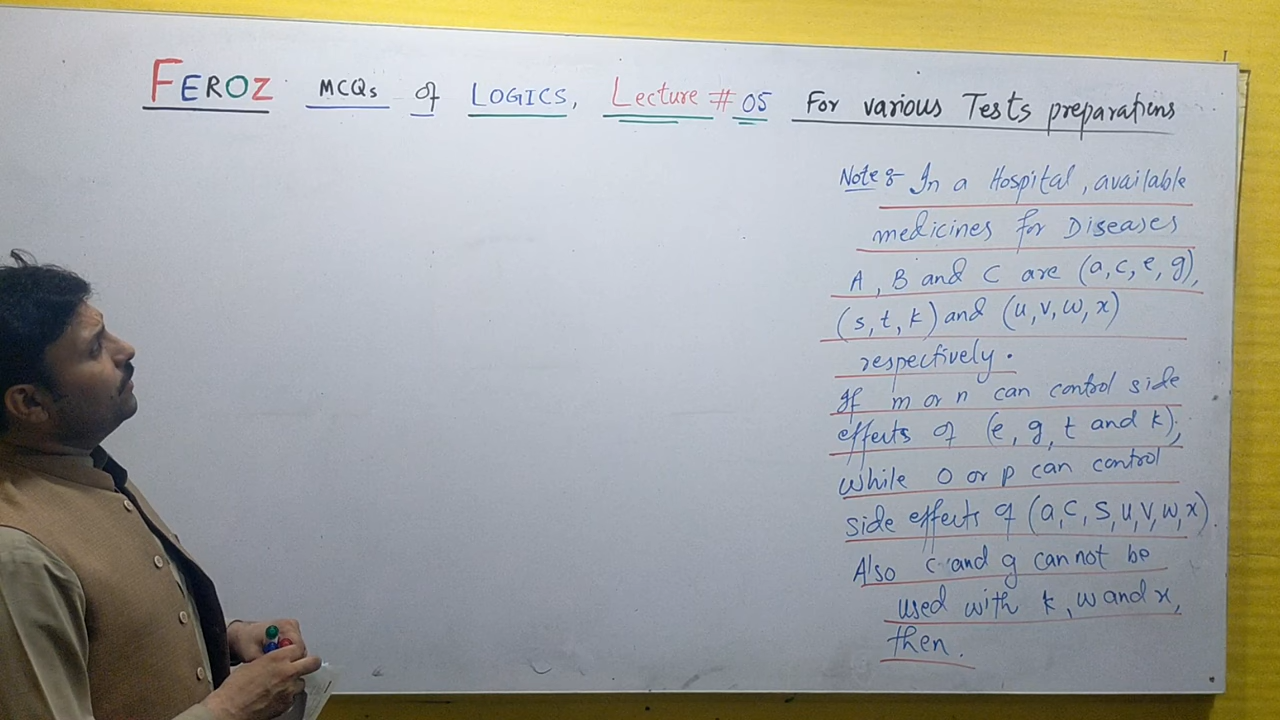 FEROZ MCQs of LOGICS, Lecture # 05 For various Tests preparations
Note:- In a Hospital, available
medicines for Diseases
A, B and C are (a, c, e, g),
(s, t, k) and (u, v, w, x)
respectively.
If m or n can control side
effects of (e, g, t and k),
while o or p can control
side effects of (a, c, s, u, v, w, x).
Also c and g cannot be
used with k, w and x,
then.